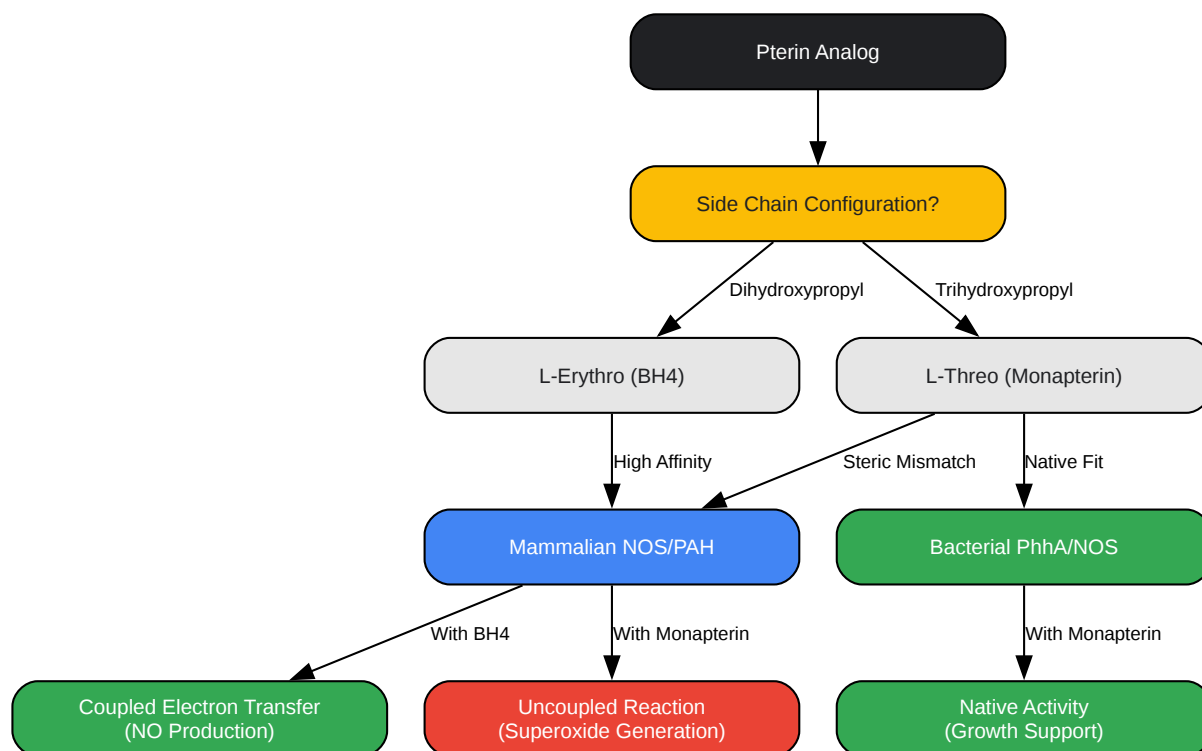 Pterin Analog
Side Chain Configuration?
Dihydroxypropyl
Trihydroxypropyl
L-Erythro (BH4)
L-Threo (Monapterin)
High Affinity
Steric Mismatch
Native Fit
Mammalian NOS/PAH
Bacterial PhhA/NOS
With BH4
With Monapterin
With Monapterin
Coupled Electron Transfer
(NO Production)
Uncoupled Reaction
(Superoxide Generation)
Native Activity
(Growth Support)